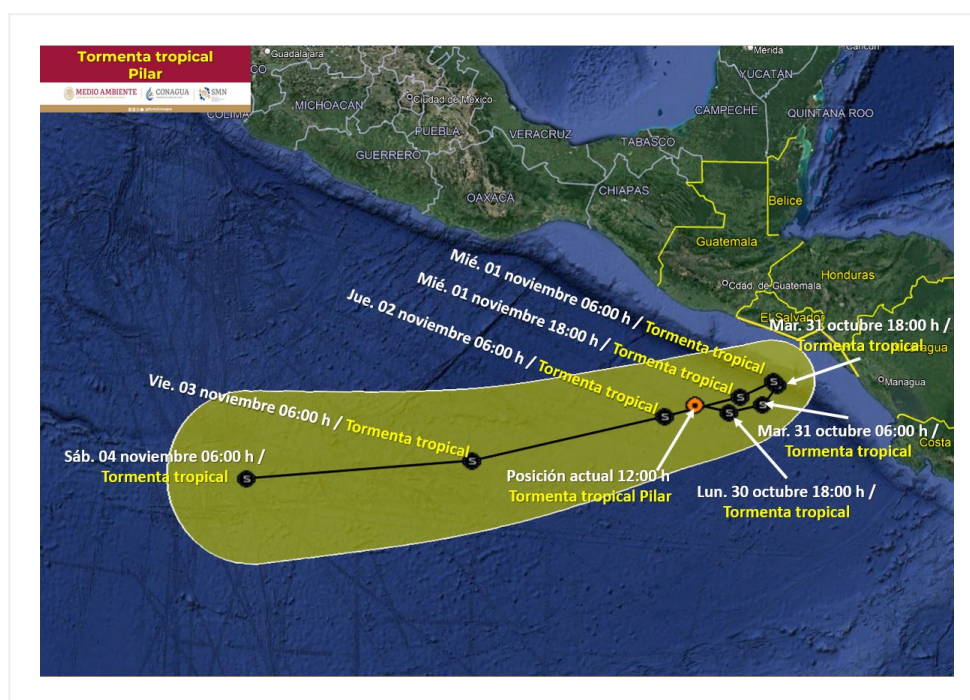 Tormenta tropical
Pilar
MEDIO AMBIENTE
CONAGUA
SMN
Guadalajara
Mérida
Cancún
CO
YUCATÁN
MICHOACÁN
Ciudad de México
CAMPECHE
QUINTANA ROO
COLIMA
PUEBLA
VERACRUZ
TABASCO
GUERRERO
OAXACA
CHIAPAS
Belice
Guatemala
Honduras
Cdad. de Guatemala
El Salvador
Managua
Costa
Mié. 01 noviembre 06:00 h / Tormenta tropical
Mié. 01 noviembre 18:00 h / Tormenta tropical
Jue. 02 noviembre 06:00 h / Tormenta tropical
Vie. 03 noviembre 06:00 h / Tormenta tropical
Sáb. 04 noviembre 06:00 h /
Tormenta tropical
Mar. 31 octubre 18:00 h /
Tormenta tropical
Mar. 31 octubre 06:00 h /
Tormenta tropical
Lun. 30 octubre 18:00 h /
Tormenta tropical
Posición actual 12:00 h
Tormenta tropical Pilar
S
S
S
S
S
S
S